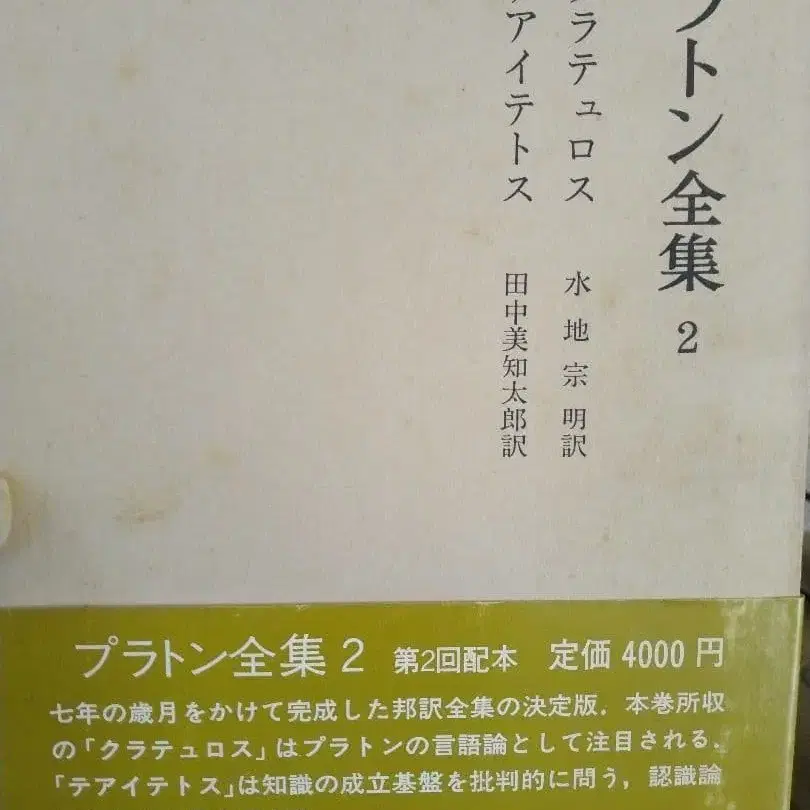 プラトン全集 2
クラテュロス 水地宗明訳
テアイテトス 田中美知太郎訳
プラトン全集 2 第2回配本 定価 4000 円
七年の歳月をかけて完成した邦訳全集の決定版．本巻所収
の「クラテュロス」はプラトンの言語論として注目される．
「テアイテトス」は知識の成立基盤を批判的に問う，認識論